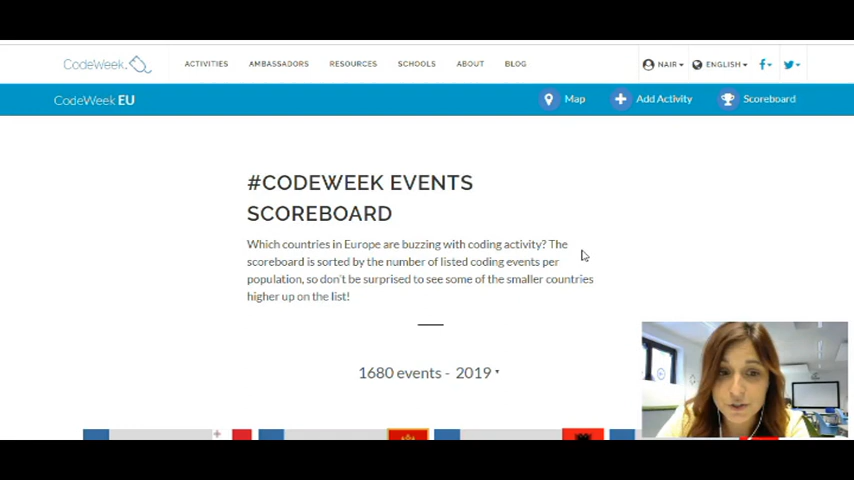 CodeWeek.
ACTIVITIES AMBASSADORS RESOURCES SCHOOLS ABOUT BLOG NAIR ENGLISH
CodeWeek EU Map Add Activity Scoreboard
#CODEWEEK EVENTS
SCOREBOARD
Which countries in Europe are buzzing with coding activity? The
scoreboard is sorted by the number of listed coding events per
population, so don't be surprised to see some of the smaller countries
higher up on the list!
1680 events - 2019